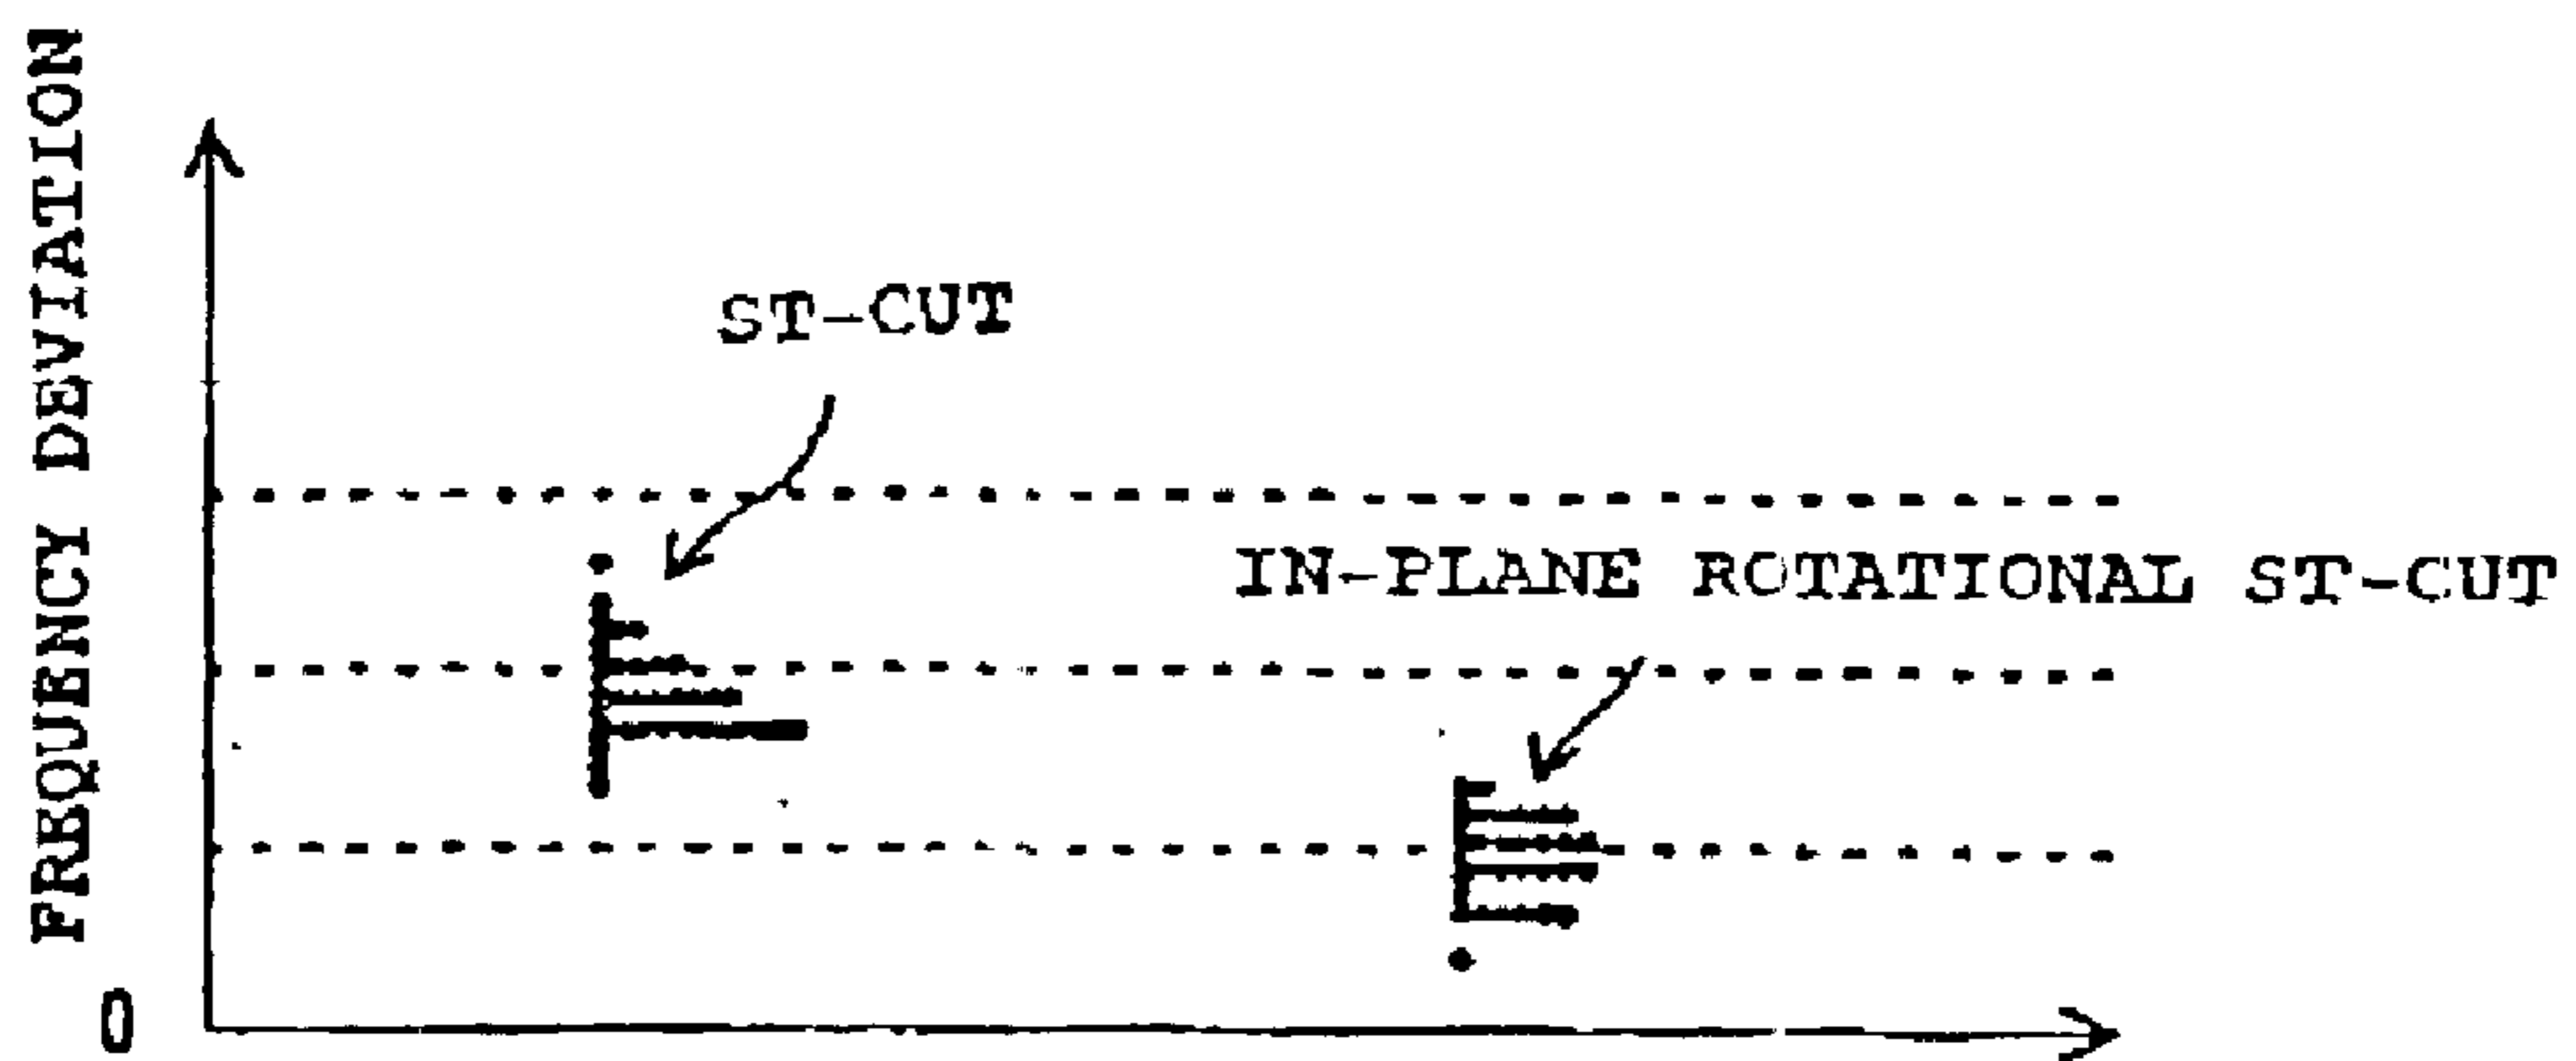 FREQUENCY DEVIATION
ST-CUT
IN-PLANE ROTATIONAL ST-CUT
0